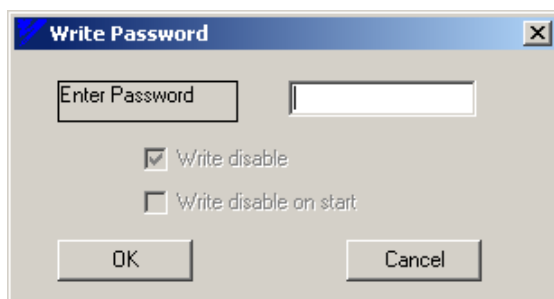 Write Password
Enter Password
Write disable
Write disable on start
OK
Cancel